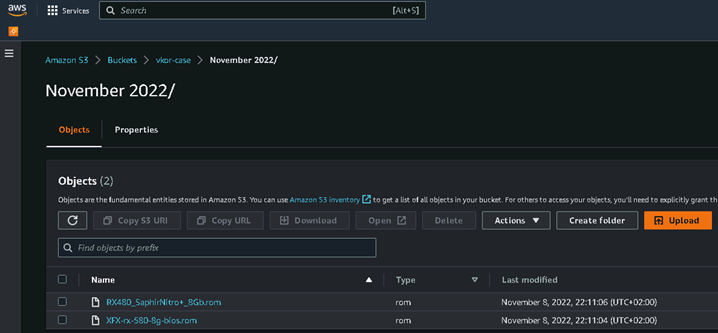 aws
Services
Search
[Alt+S]
Amazon S3 > Buckets > vkor-case > November 2022/
November 2022/
Objects
Properties
Objects (2)
Objects are the fundamental entities stored in Amazon S3. You can use Amazon S3 inventory to get a list of all objects in your bucket. For others to access your objects, you'll need to explicitly grant th
Copy S3 URI
Copy URL
Download
Open
Delete
Actions
Create folder
Upload
Find objects by prefix
Name
Type
Last modified
RX480_SaphirNitro+_8Gb.rom
rom
November 8, 2022, 22:11:06 (UTC+02:00)
XFX-rx-580-8g-bios.rom
rom
November 8, 2022, 22:11:04 (UTC+02:00)